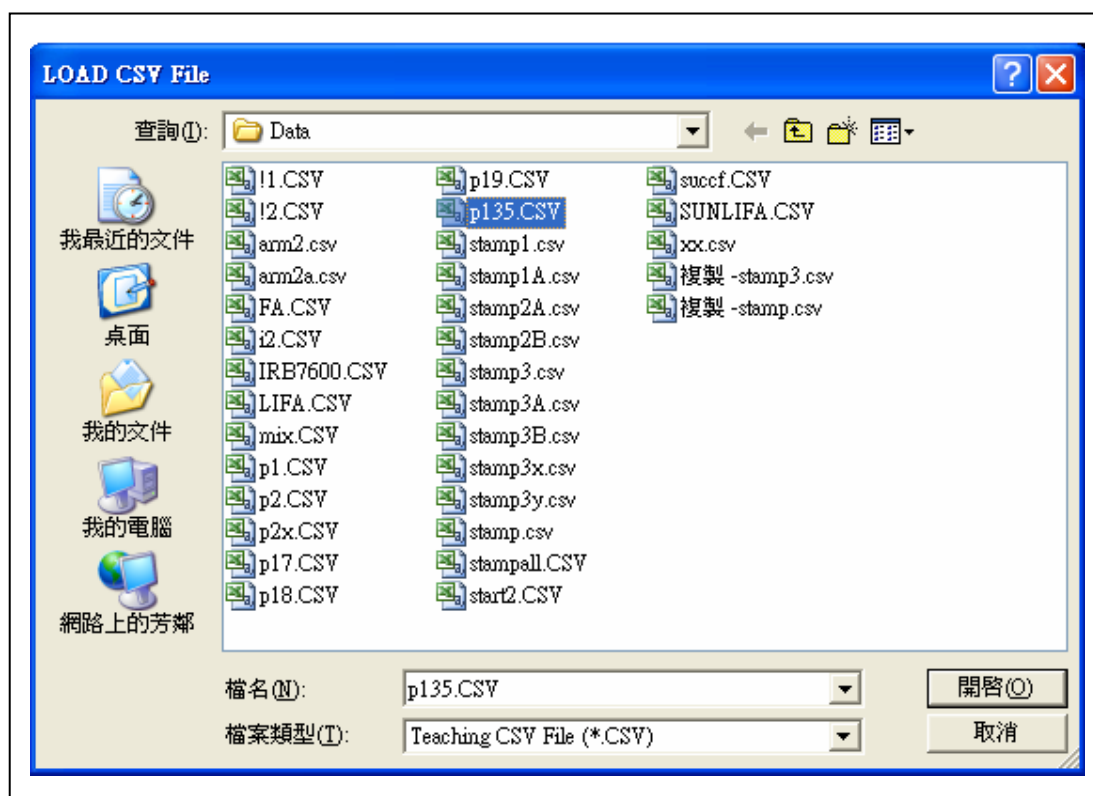 LOAD CSV File
查詢(I):
Data
我最近的文件
桌面
我的文件
我的電腦
網路上的芳鄰
!1.CSV
!2.CSV
arm2.csv
arm2a.csv
FA.CSV
i2.CSV
IRB7600.CSV
LIFA.CSV
mix.CSV
p1.CSV
p2.CSV
p2x.CSV
p17.CSV
p18.CSV
p19.CSV
p135.CSV
stamp1.csv
stamp1A.csv
stamp2A.csv
stamp2B.csv
stamp3.csv
stamp3A.csv
stamp3B.csv
stamp3x.csv
stamp3y.csv
stamp.csv
stampall.CSV
start2.CSV
succf.CSV
SUNLIFA.CSV
xx.csv
複製 -stamp3.csv
複製 -stamp.csv
檔名(N):
p135.CSV
開啓(O)
檔案類型(T):
Teaching CSV File (*.CSV)
取消